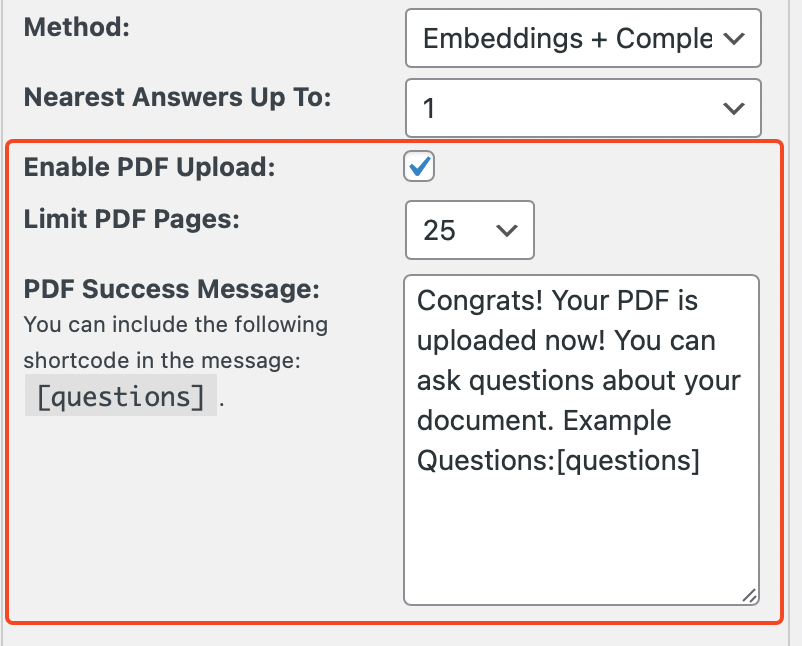 Method:
Embeddings + Comple
Nearest Answers Up To:
1
Enable PDF Upload:
Limit PDF Pages:
25
PDF Success Message:
You can include the following
shortcode in the message:
[questions] .
Congrats! Your PDF is
uploaded now! You can
ask questions about your
document. Example
Questions:[questions]